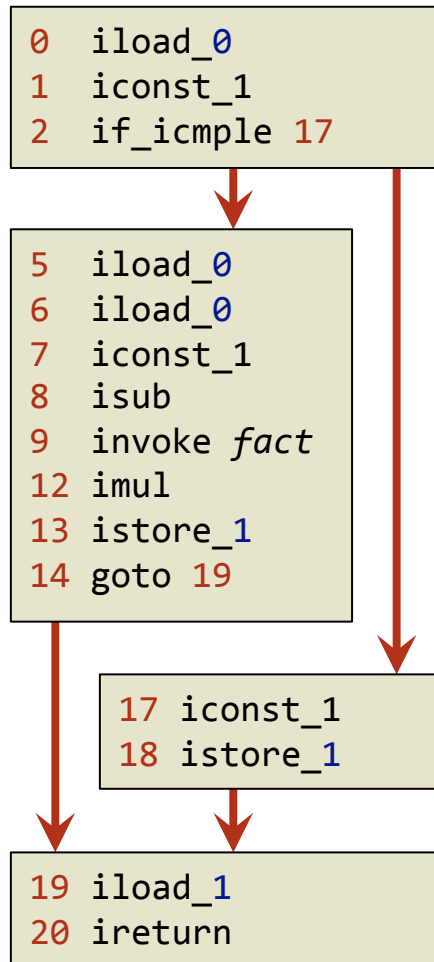 0 iload_0
1 iconst_1
2 if_icmple 17
5 iload_0
6 iload_0
7 iconst_1
8 isub
9 invoke fact
12 imul
13 istore_1
14 goto 19
17 iconst_1
18 istore_1
19 iload_1
20 ireturn